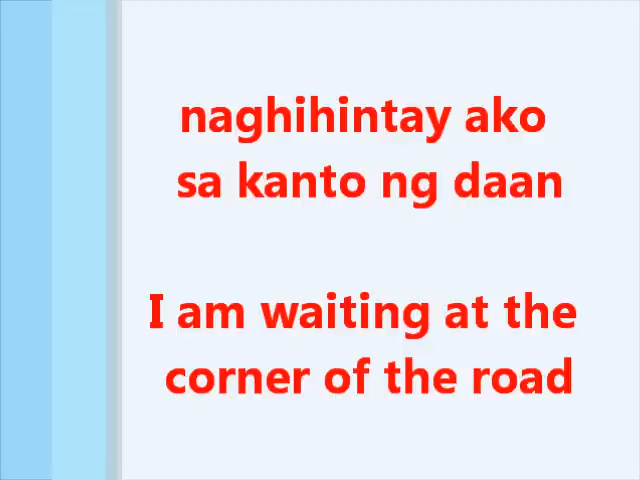 naghihintay ako
sa kanto ng daan
I am waiting at the
corner of the road